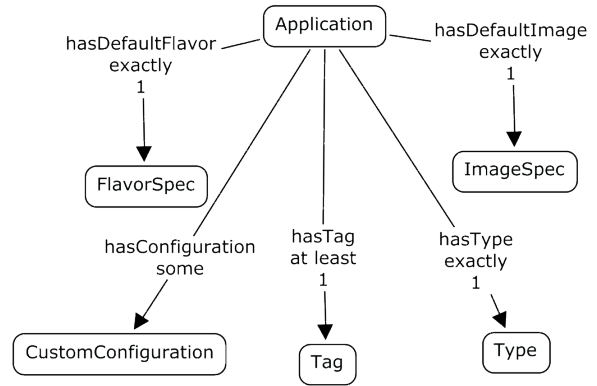 Application
hasDefaultFlavor
exactly
1
hasDefaultImage
exactly
1
FlavorSpec
ImageSpec
hasConfiguration
some
hasTag
at least
1
hasType
exactly
1
CustomConfiguration
Tag
Type